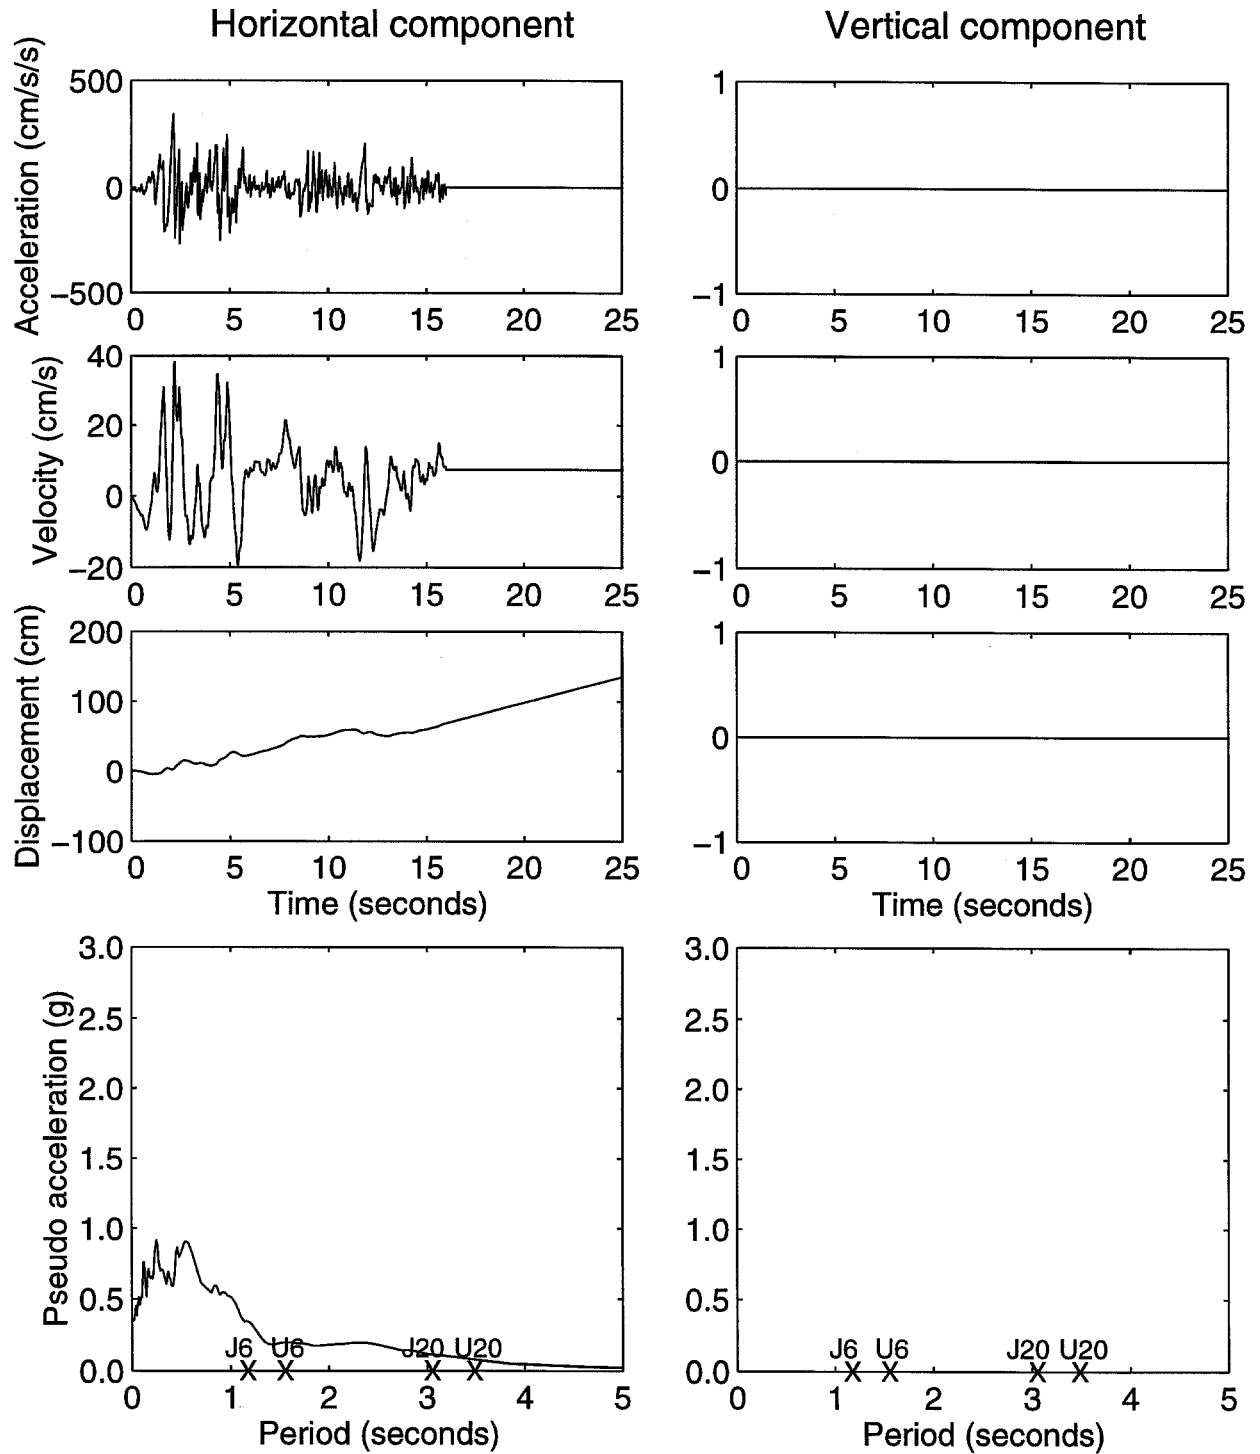 Horizontal component
Vertical component
Acceleration (cm/s/s)
500
0
−500
0 5 10 15 20 25
1
0
−1
0 5 10 15 20 25
Velocity (cm/s)
40
20
0
−20
0 5 10 15 20 25
1
0
−1
0 5 10 15 20 25
Displacement (cm)
200
100
0
−100
0 5 10 15 20 25
Time (seconds)
1
0
−1
0 5 10 15 20 25
Time (seconds)
Pseudo acceleration (g)
3.0
2.5
2.0
1.5
1.0
0.5
0.0
J6 U6 J20 U20
0 1 2 3 4 5
Period (seconds)
3.0
2.5
2.0
1.5
1.0
0.5
0.0
J6 U6 J20 U20
0 1 2 3 4 5
Period (seconds)